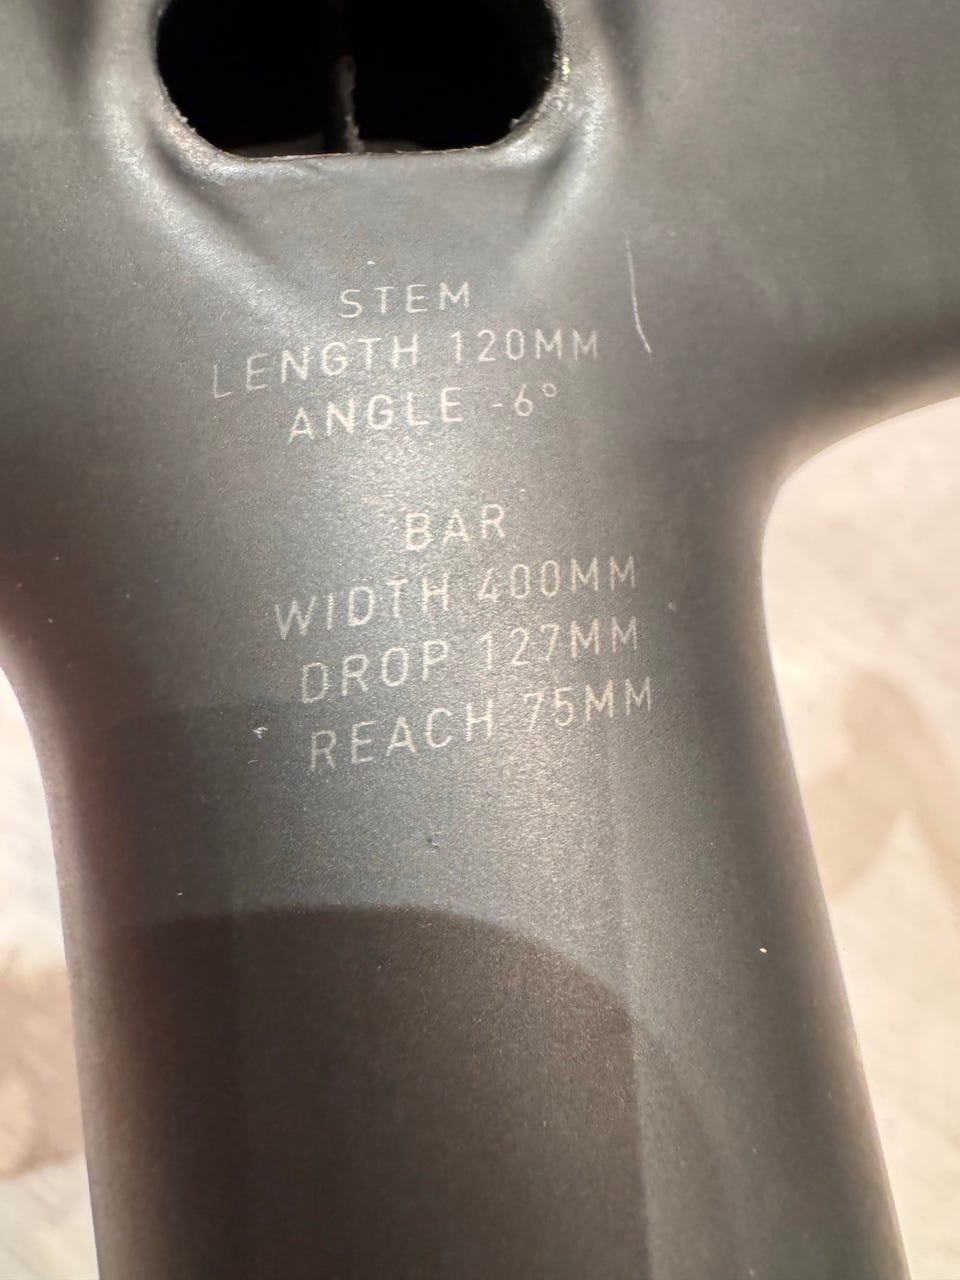 STEM
LENGTH 120MM
ANGLE -6°
BAR
WIDTH 400MM
DROP 127MM
REACH 75MM